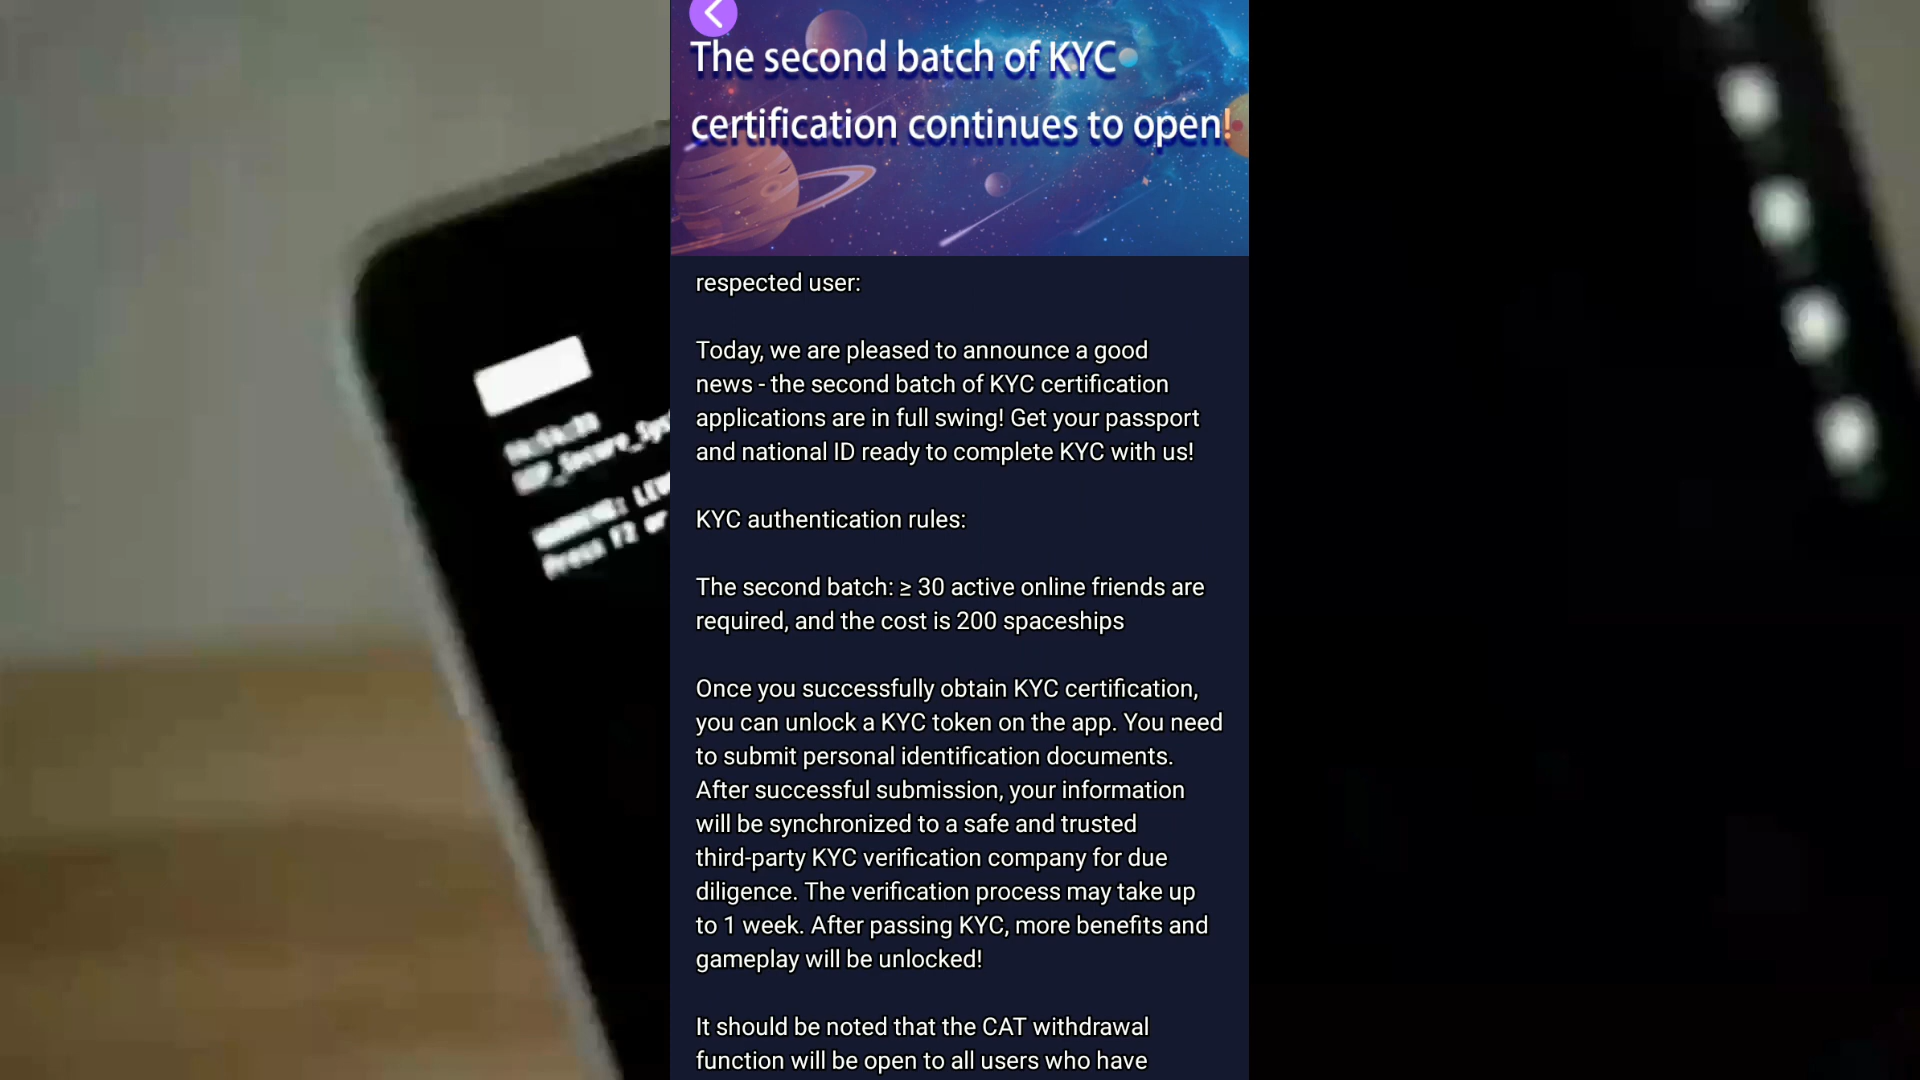 The second batch of KYC
certification continues to open!
respected user:
Today, we are pleased to announce a good
news - the second batch of KYC certification
applications are in full swing! Get your passport
and national ID ready to complete KYC with us!
KYC authentication rules:
The second batch: ≥ 30 active online friends are
required, and the cost is 200 spaceships
Once you successfully obtain KYC certification,
you can unlock a KYC token on the app. You need
to submit personal identification documents.
After successful submission, your information
will be synchronized to a safe and trusted
third-party KYC verification company for due
diligence. The verification process may take up
to 1 week. After passing KYC, more benefits and
gameplay will be unlocked!
It should be noted that the CAT withdrawal
function will be open to all users who have
Press F2 or